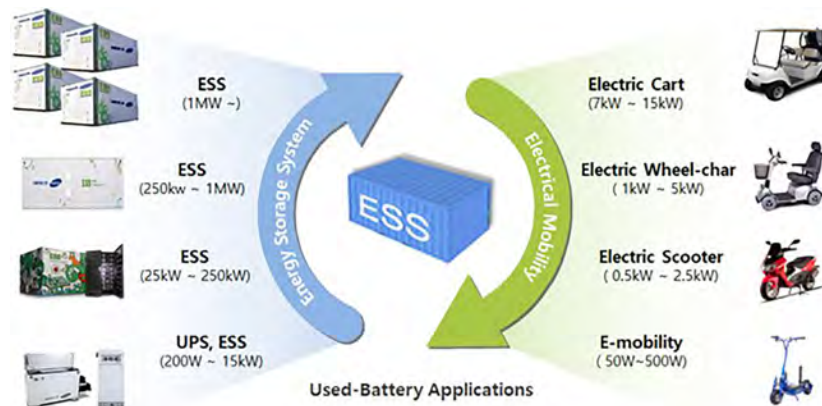 ESS
(1MW ~)
ESS
(250kw ~ 1MW)
ESS
(25kW ~ 250kW)
UPS, ESS
(200W ~ 15kW)
Energy Storage System
ESS
Electrical Mobility
Electric Cart
(7kW ~ 15kW)
Electric Wheel-char
( 1kW ~ 5kW)
Electric Scooter
( 0.5kW ~ 2.5kW)
E-mobility
( 50W~500W)
Used-Battery Applications